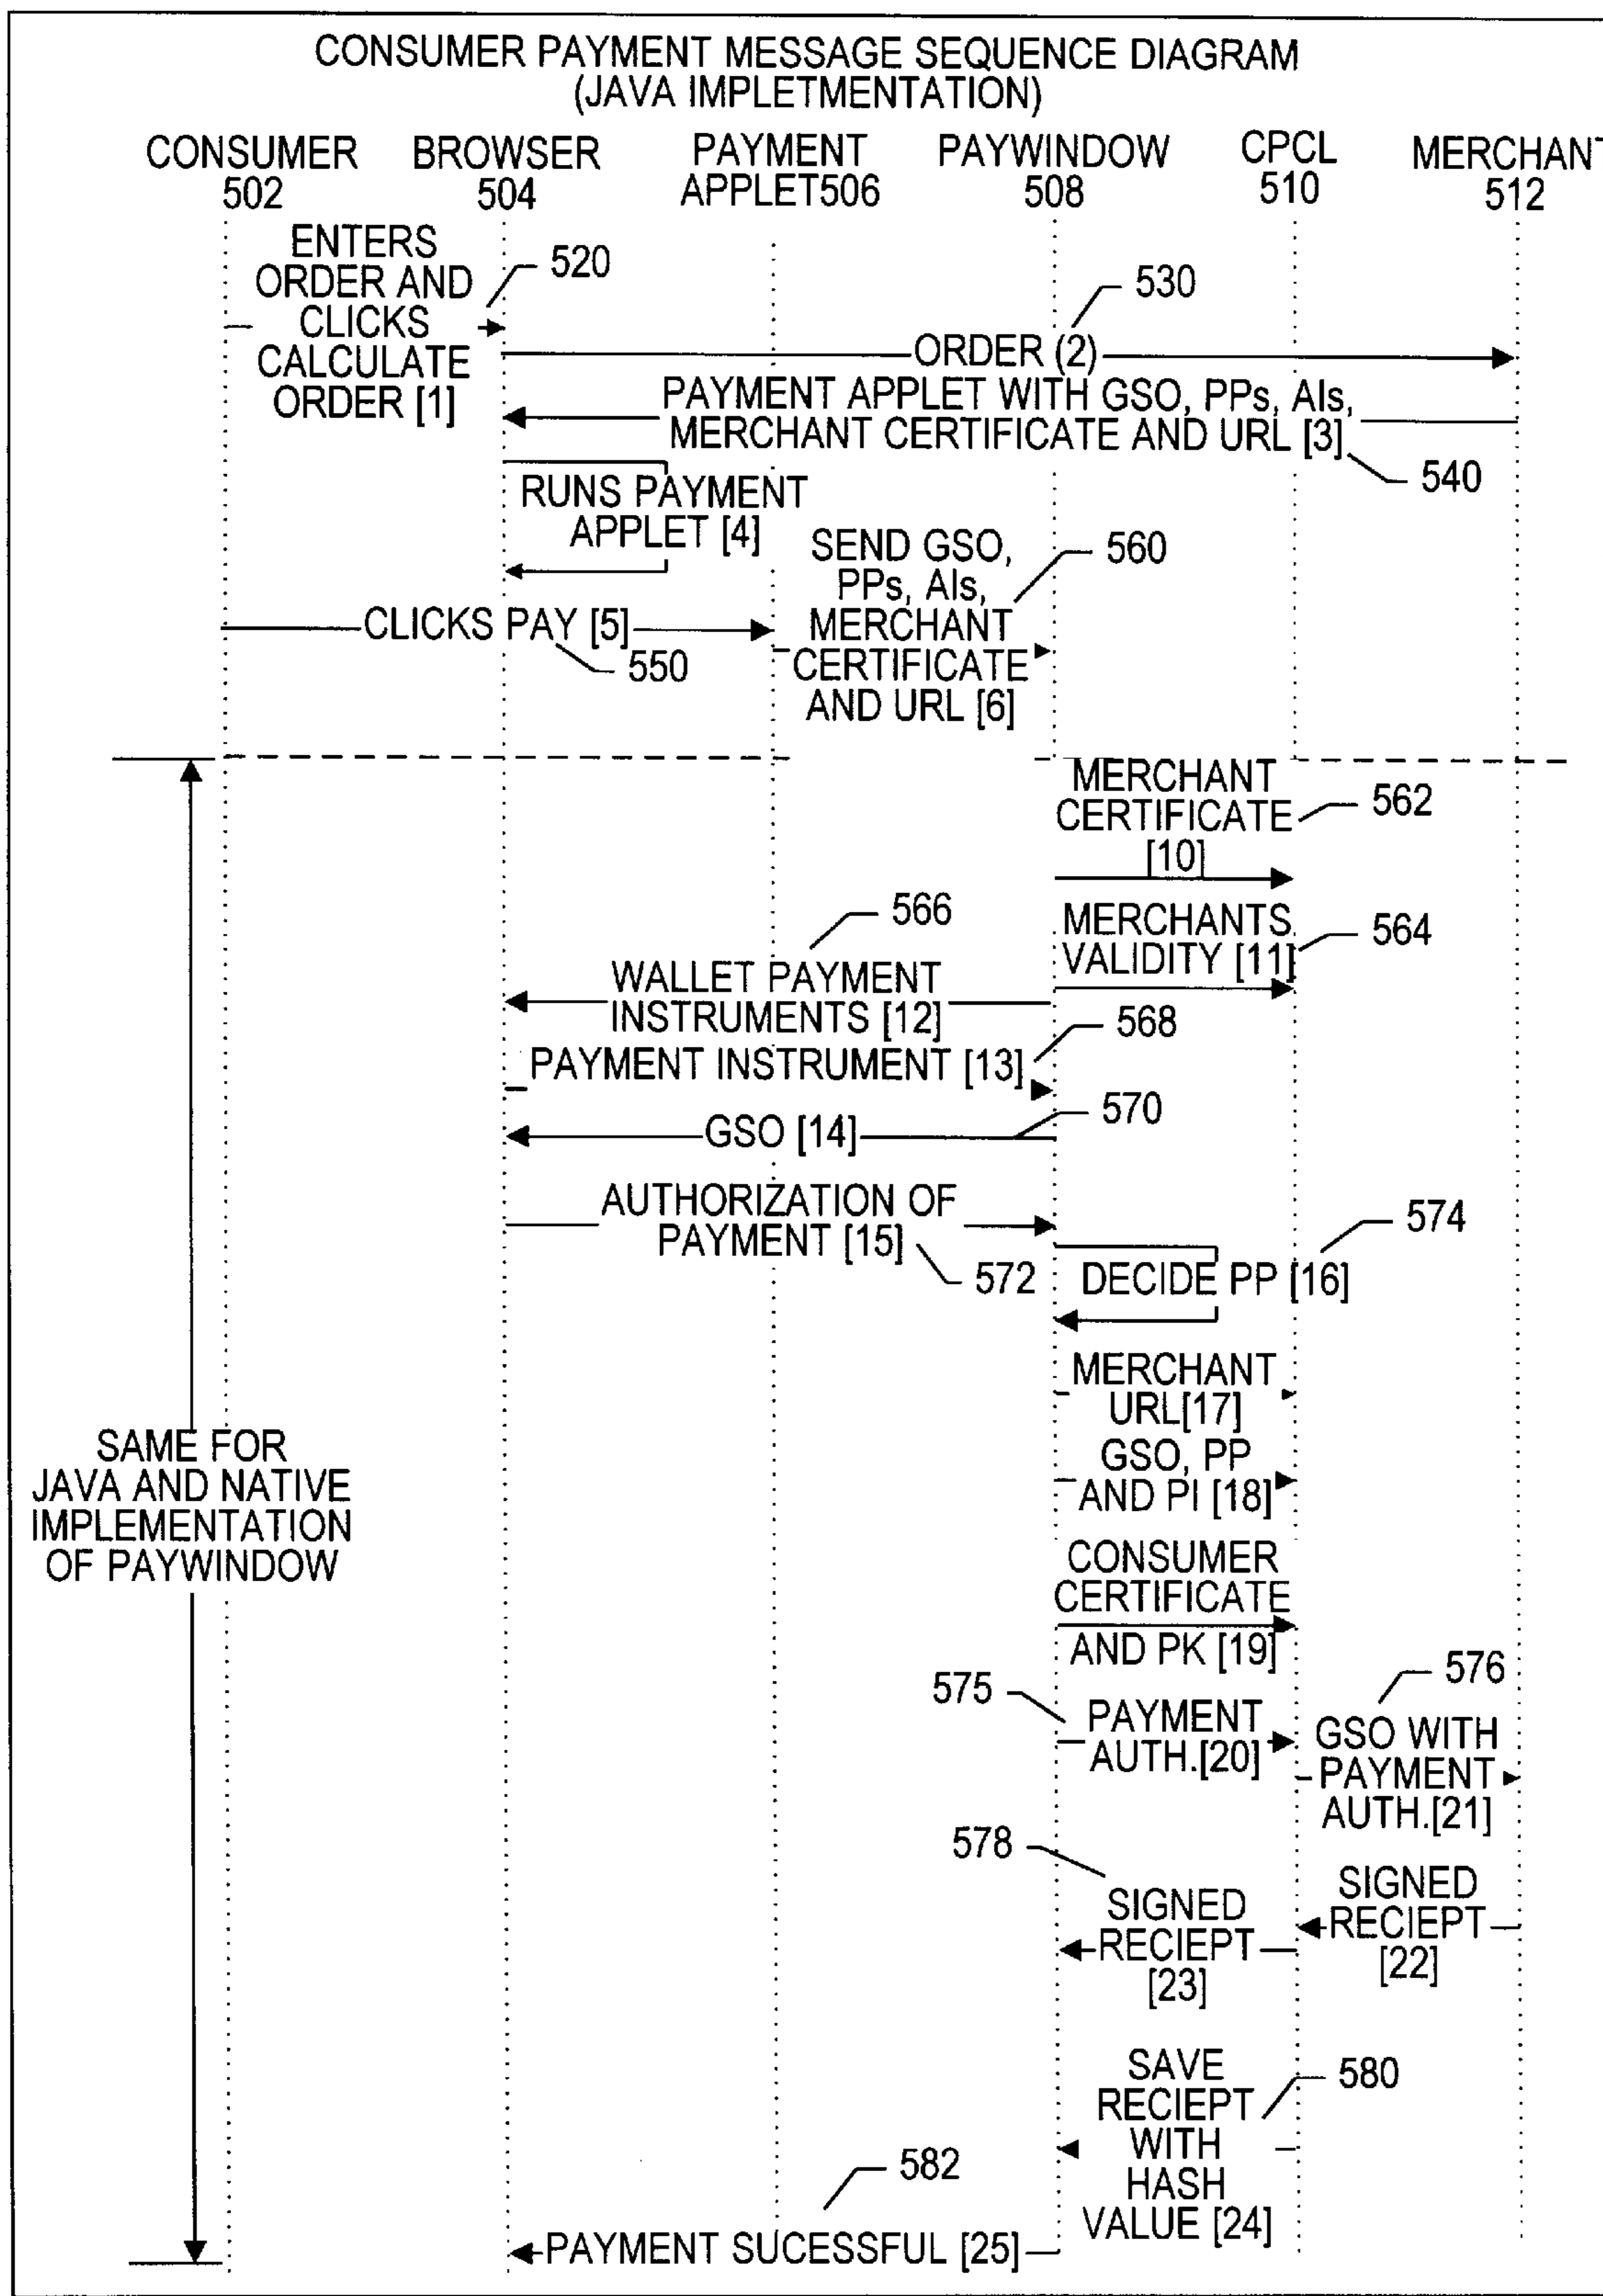 CONSUMER PAYMENT MESSAGE SEQUENCE DIAGRAM
(JAVA IMPLETMENTATION)
CONSUMER
502
BROWSER
504
PAYMENT
APPLET506
PAYWINDOW
508
CPCL
510
MERCHANT
512
ENTERS
ORDER AND
CLICKS
CALCULATE
ORDER [1]
520
530
ORDER (2)
PAYMENT APPLET WITH GSO, PPs, AIs,
MERCHANT CERTIFICATE AND URL [3]
540
RUNS PAYMENT
APPLET [4]
CLICKS PAY [5]
550
SEND GSO,
PPs, AIs,
MERCHANT
CERTIFICATE
AND URL [6]
560
MERCHANT
CERTIFICATE
[10]
562
MERCHANTS
VALIDITY [11]
564
566
WALLET PAYMENT
INSTRUMENTS [12]
568
PAYMENT INSTRUMENT [13]
570
GSO [14]
AUTHORIZATION OF
PAYMENT [15]
572
574
DECIDE PP [16]
MERCHANT
URL[17]
GSO, PP
AND PI [18]
SAME FOR
JAVA AND NATIVE
IMPLEMENTATION
OF PAYWINDOW
CONSUMER
CERTIFICATE
AND PK [19]
575
PAYMENT
AUTH.[20]
576
GSO WITH
PAYMENT
AUTH.[21]
578
SIGNED
RECIEPT
[22]
SIGNED
RECIEPT
[23]
SAVE
RECIEPT
WITH
HASH
VALUE [24]
580
582
PAYMENT SUCESSFUL [25]